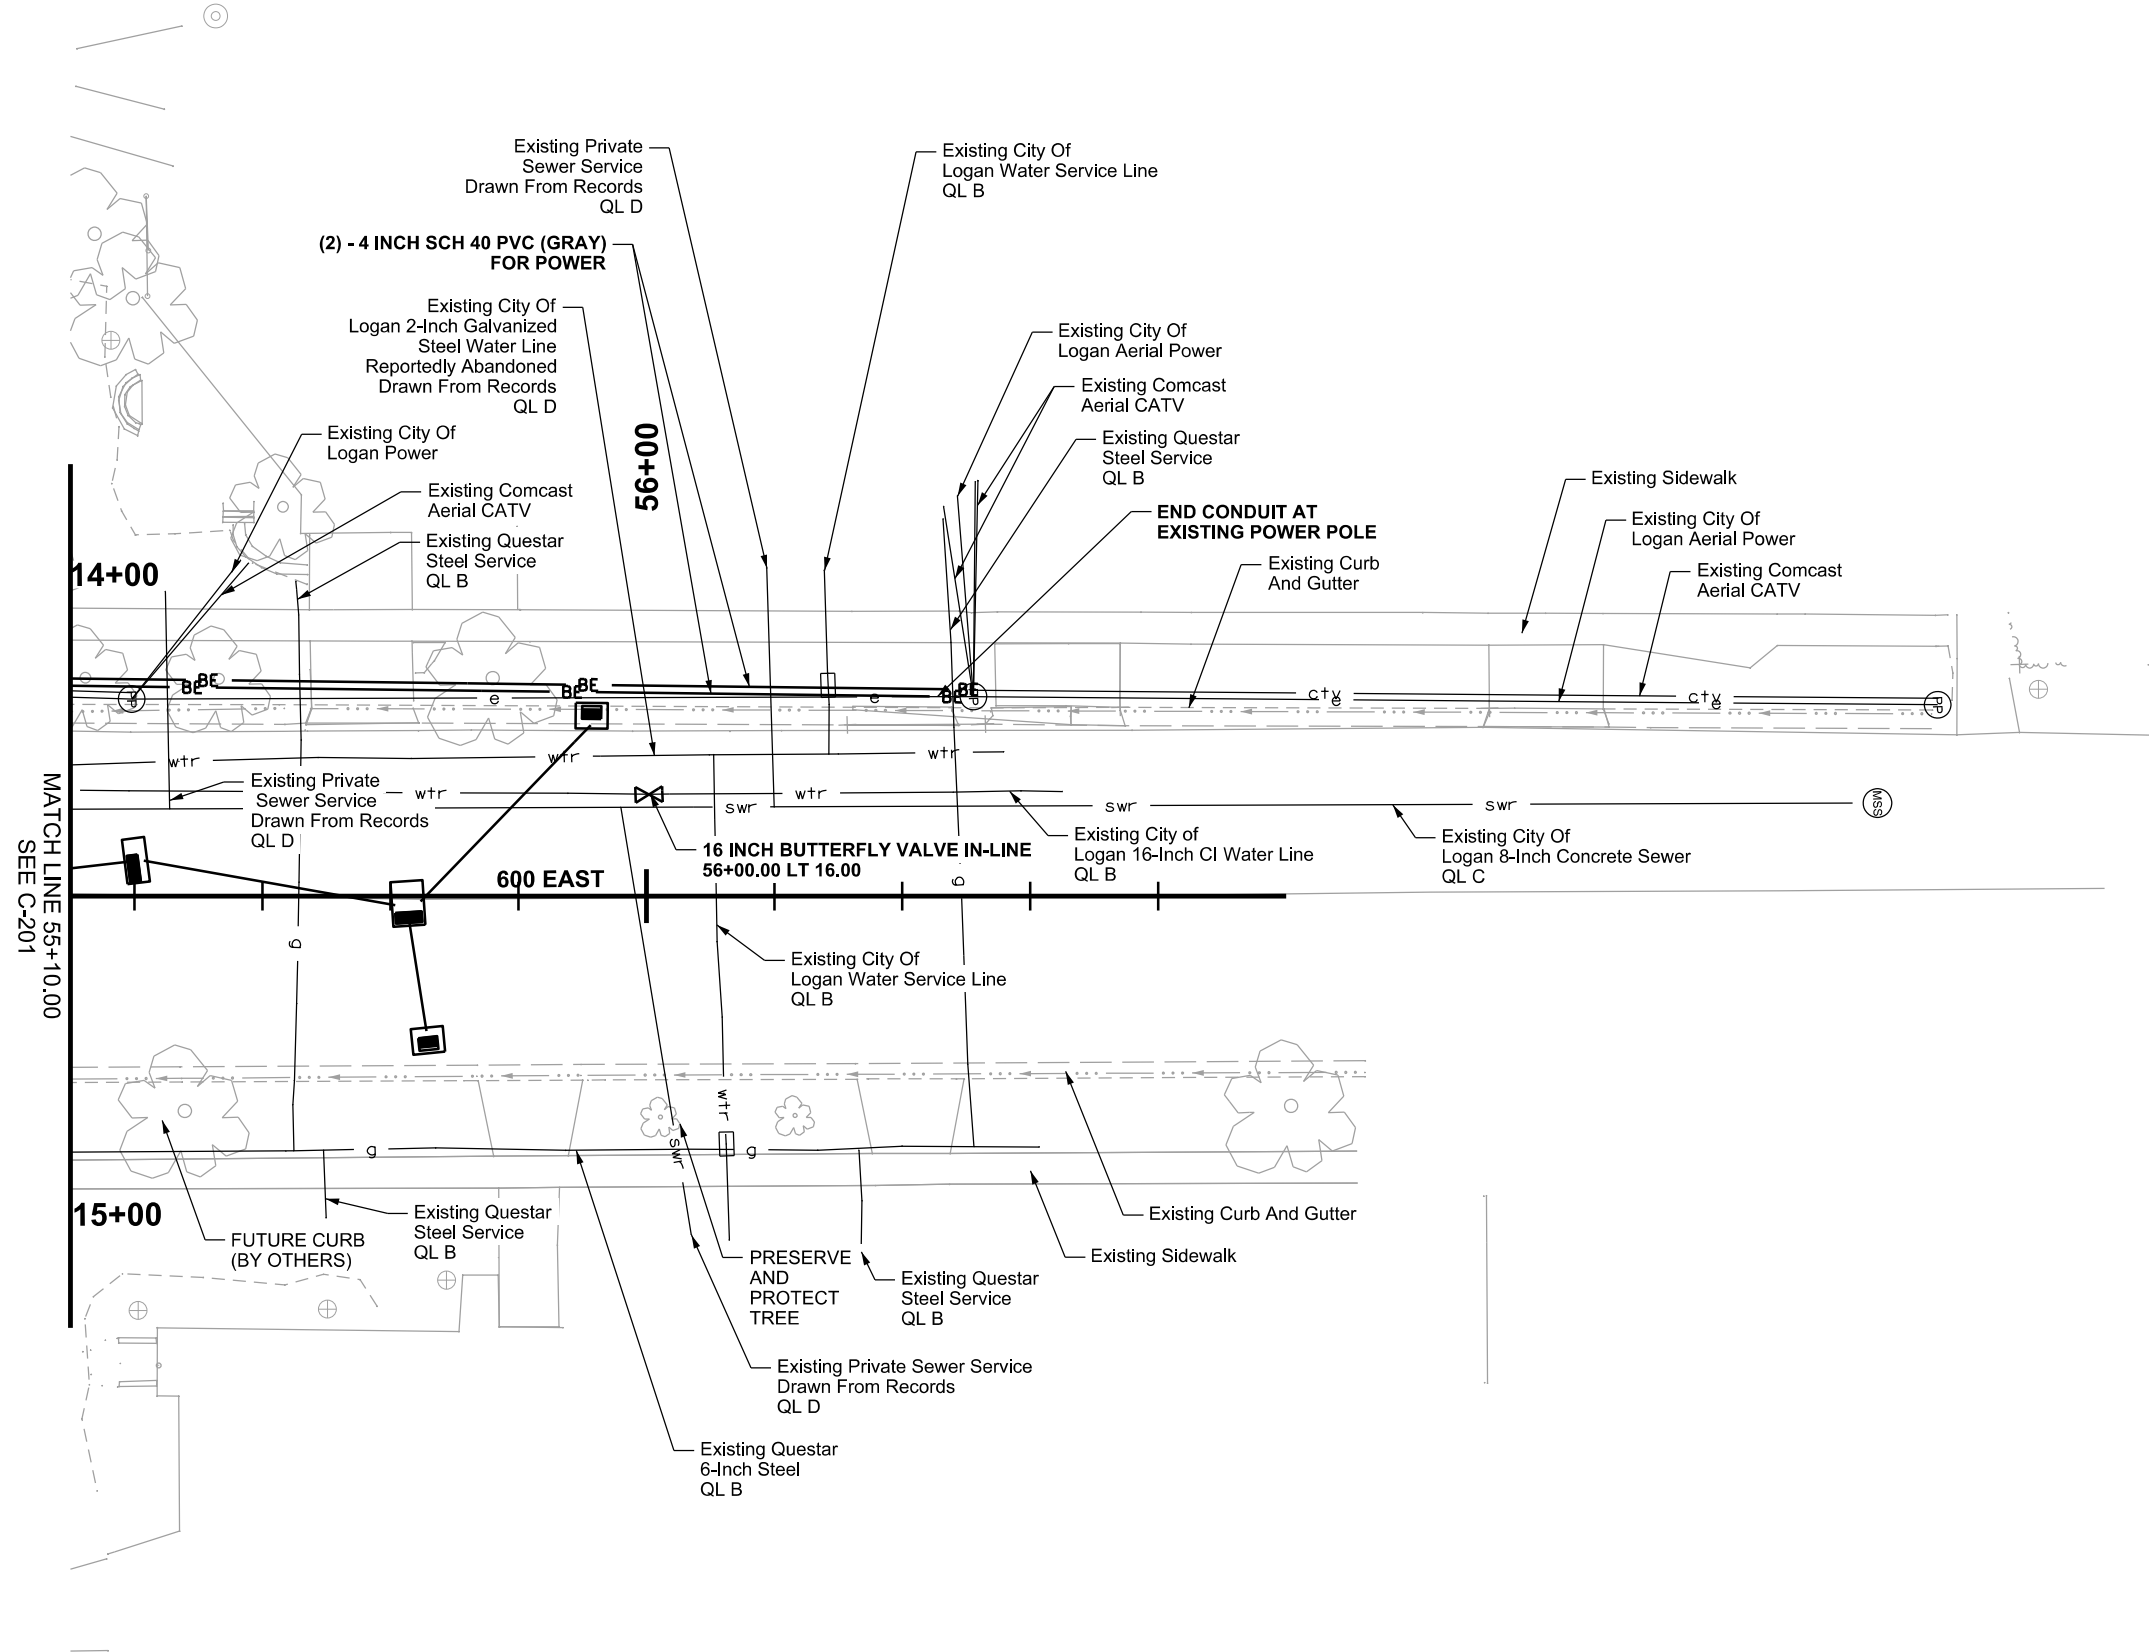 Existing Private
Sewer Service
Drawn From Records
QL D
Existing City Of
Logan Water Service Line
QL B
(2) - 4 INCH SCH 40 PVC (GRAY)
FOR POWER
Existing City Of
Logan 2-Inch Galvanized
Steel Water Line
Reportedly Abandoned
Drawn From Records
QL D
Existing City Of
Logan Aerial Power
Existing Comcast
Aerial CATV
Existing City Of
Logan Power
56+00
Existing Questar
Steel Service
QL B
Existing Sidewalk
Existing Comcast
Aerial CATV
END CONDUIT AT
EXISTING POWER POLE
Existing City Of
Logan Aerial Power
Existing Questar
Steel Service
QL B
Existing Curb
And Gutter
Existing Comcast
Aerial CATV
14+00
BE
BE
BE
BE
BE
BE
e
e
ctv
e
ctv
e
PP
PP
PP
wtr
wtr
wtr
Existing Private
Sewer Service
Drawn From Records
QL D
wtr
wtr
swr
swr
swr
MSS
MATCH LINE 55+10.00
SEE C-201
16 INCH BUTTERFLY VALVE IN-LINE
56+00.00 LT 16.00
Existing City of
Logan 16-Inch CI Water Line
QL B
Existing City Of
Logan 8-Inch Concrete Sewer
QL C
600 EAST
g
g
Existing City Of
Logan Water Service Line
QL B
wtr
swr
g
g
15+00
FUTURE CURB
(BY OTHERS)
Existing Questar
Steel Service
QL B
Existing Curb And Gutter
Existing Sidewalk
PRESERVE
AND
PROTECT
TREE
Existing Questar
Steel Service
QL B
Existing Private Sewer Service
Drawn From Records
QL D
Existing Questar
6-Inch Steel
QL B